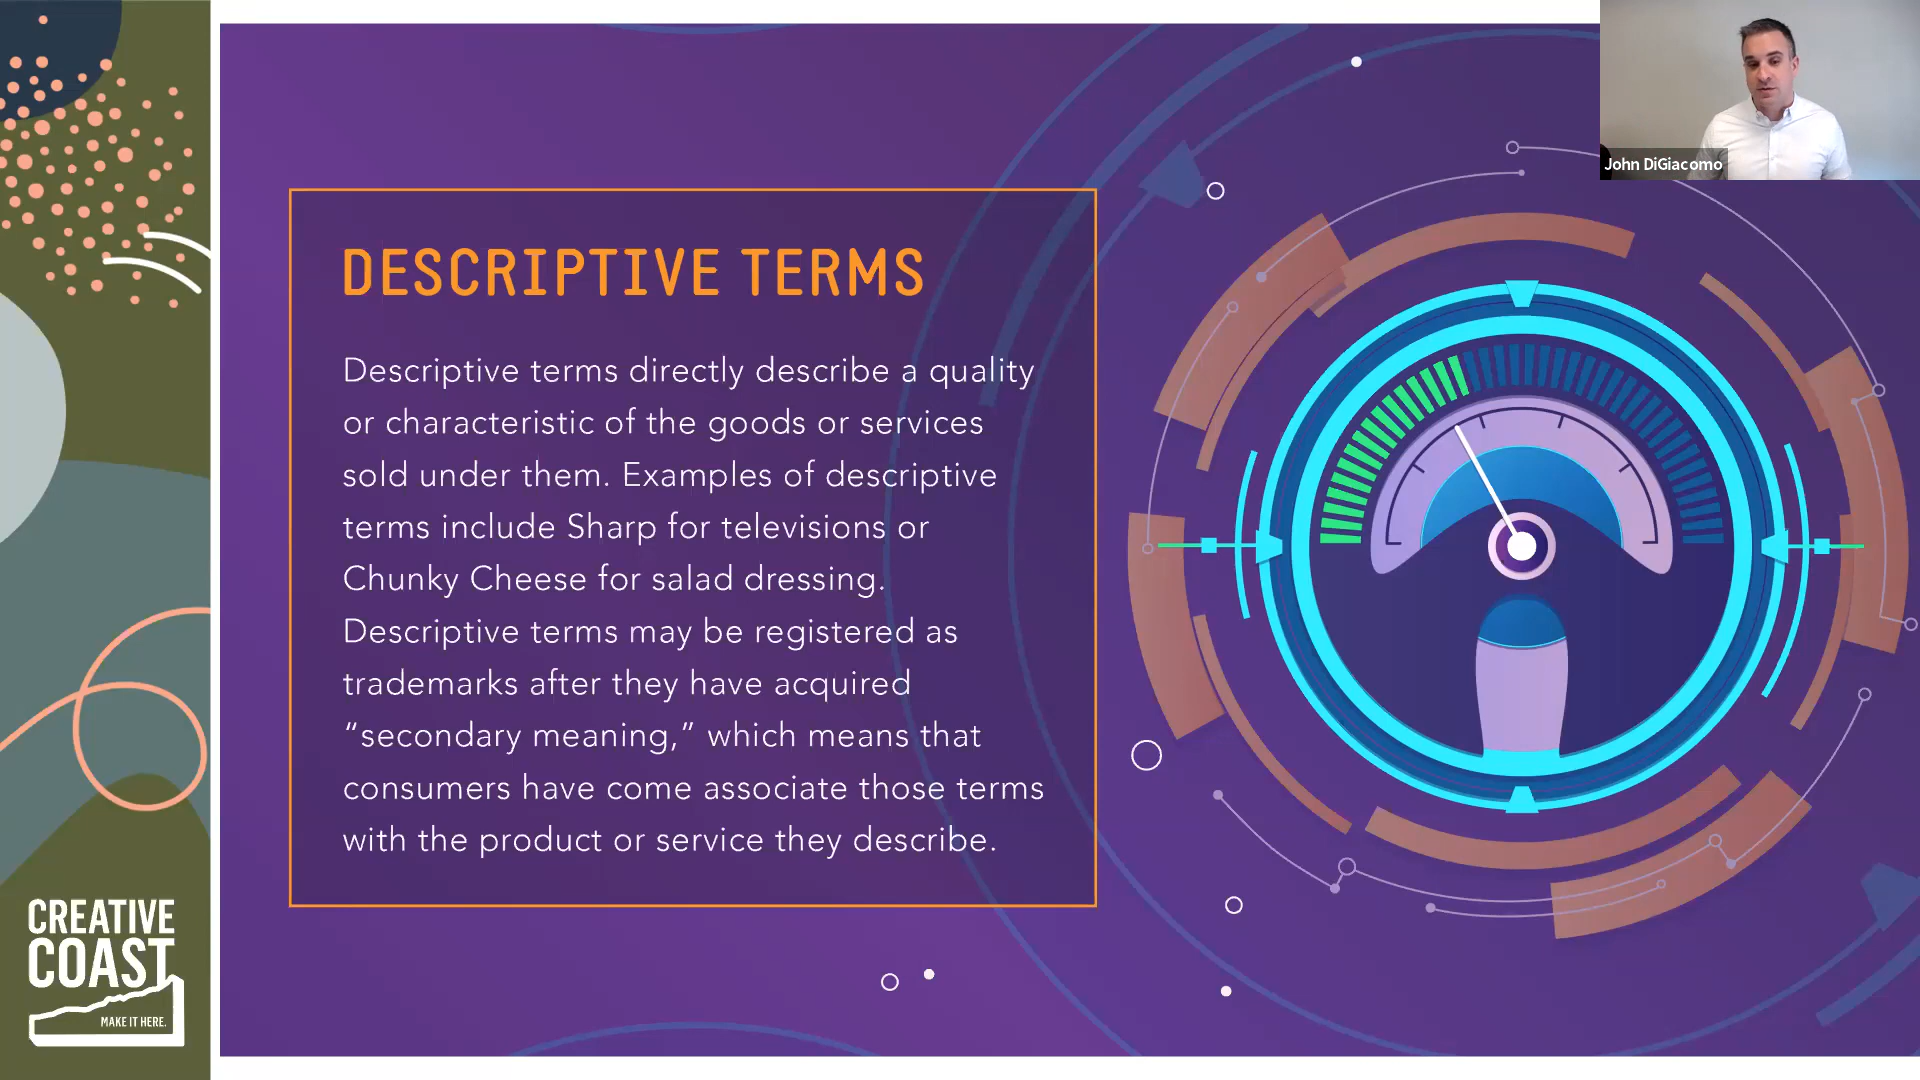 John DiGiacomo
DESCRIPTIVE TERMS
Descriptive terms directly describe a quality
or characteristic of the goods or services
sold under them. Examples of descriptive
terms include Sharp for televisions or
Chunky Cheese for salad dressing.
Descriptive terms may be registered as
trademarks after they have acquired
“secondary meaning,” which means that
consumers have come associate those terms
with the product or service they describe.
CREATIVE
COAST
MAKE IT HERE.